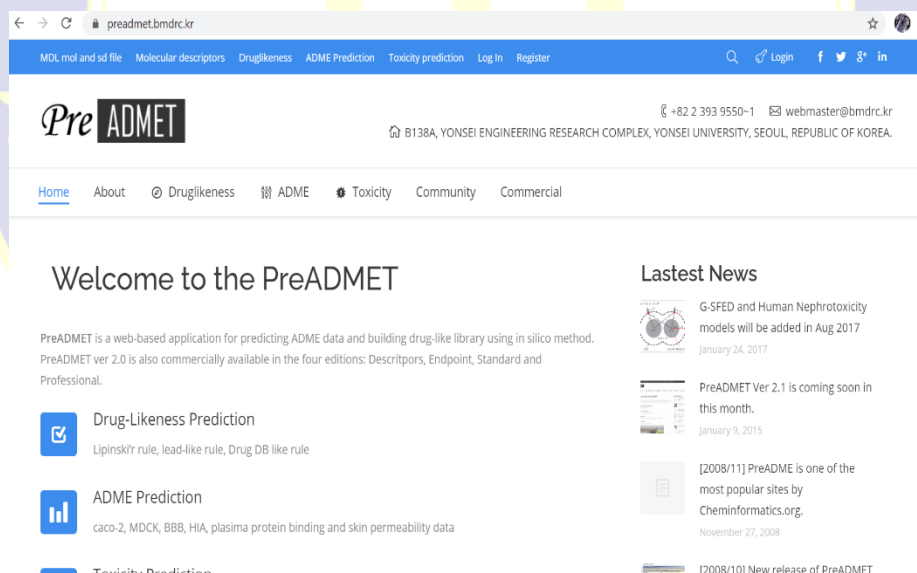 preadmet.bmdrc.kr
MDL mol and sd file Molecular descriptors Druglikeness ADME Prediction Toxicity prediction Log In Register Login
Pre ADMET
+82 2 393 9550~1 webmaster@bmdrc.kr
B138A, YONSEI ENGINEERING RESEARCH COMPLEX, YONSEI UNIVERSITY, SEOUL, REPUBLIC OF KOREA.
Home About Druglikeness ADME Toxicity Community Commercial
Welcome to the PreADMET
PreADMET is a web-based application for predicting ADME data and building drug-like library using in silico method.
PreADMET ver 2.0 is also commercially available in the four editions: Descritpors, Endpoint, Standard and
Professional.
Drug-Likeness Prediction
Lipinski'r rule, lead-like rule, Drug DB like rule
ADME Prediction
caco-2, MDCK, BBB, HIA, plasima protein binding and skin permeability data
Toxicity Prediction
Lastest News
G-SFED and Human Nephrotoxicity
models will be added in Aug 2017
January 24, 2017
PreADMET Ver 2.1 is coming soon in
this month.
January 9, 2015
[2008/11] PreADME is one of the
most popular sites by
Cheminformatics.org.
November 27, 2008
[2008/10] New release of PreADMET